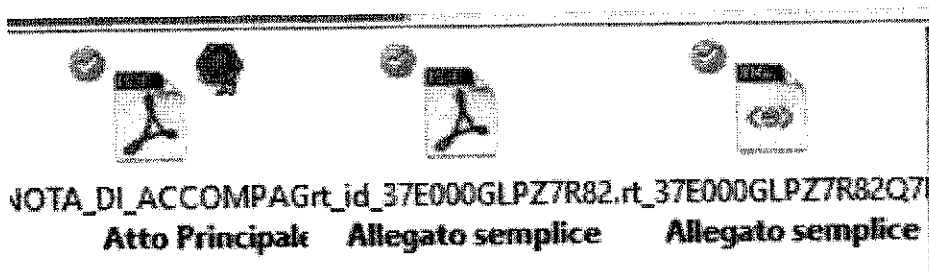 NOTA_DI_ACCOMPAGrt_id_37E000GLPZ7R82.rt_37E000GLPZ7R82Q7
Atto Principale Allegato semplice Allegato semplice